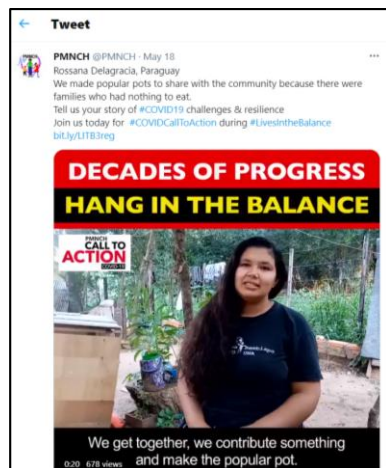 Tweet
PMNCH @PMNCH · May 18
Rossana Delagracia, Paraguay
We made popular pots to share with the community because there were
families who had nothing to eat.
Tell us your story of #COVID19 challenges & resilience
Join us today for #COVIDCallToAction during #LivesIntheBalance
bit.ly/LITB3reg
DECADES OF PROGRESS
HANG IN THE BALANCE
PMNCH
CALL TO
ACTION
COVID-19
We get together, we contribute something
and make the popular pot.
0:20 678 views